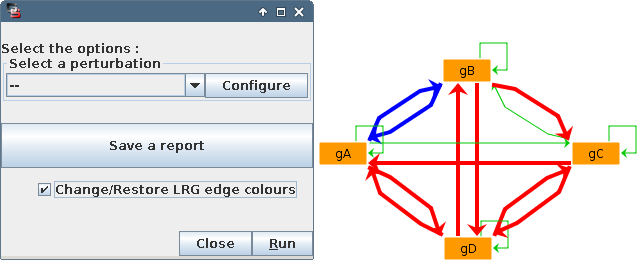 Select the options :
Select a perturbation
--
Configure
Save a report
Change/Restore LRG edge colours
Close Run
gB
gA
gC
gD